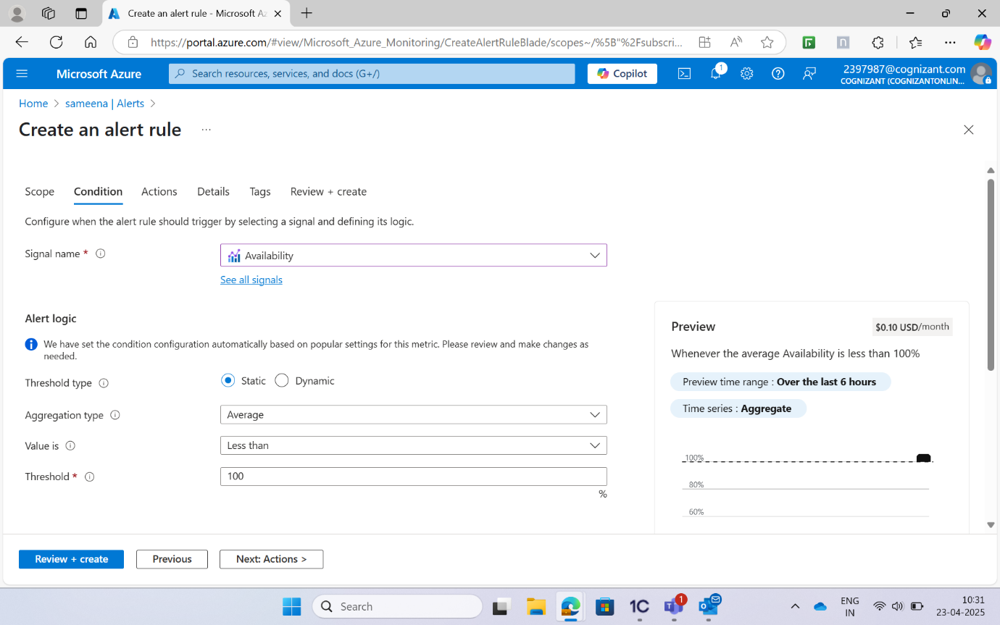 Create an alert rule - Microsoft Az
https://portal.azure.com/#view/Microsoft_Azure_Monitoring/CreateAlertRuleBlade/scopes~/%5B"%2Fsubscri...
Microsoft Azure
Search resources, services, and docs (G+/)
Copilot
1
2397987@cognizant.com
COGNIZANT (COGNIZANTONLIN...
Home > sameena | Alerts >
Create an alert rule ...
Scope Condition Actions Details Tags Review + create
Configure when the alert rule should trigger by selecting a signal and defining its logic.
Signal name *
Availability
See all signals
Alert logic
We have set the condition configuration automatically based on popular settings for this metric. Please review and make changes as
needed.
Threshold type
Static Dynamic
Aggregation type
Average
Value is
Less than
Threshold *
100
%
Preview
$0.10 USD/month
Whenever the average Availability is less than 100%
Preview time range : Over the last 6 hours
Time series : Aggregate
100%
80%
60%
Review + create
Previous
Next: Actions >
Search
1C
1
ENG
IN
10:31
23-04-2025